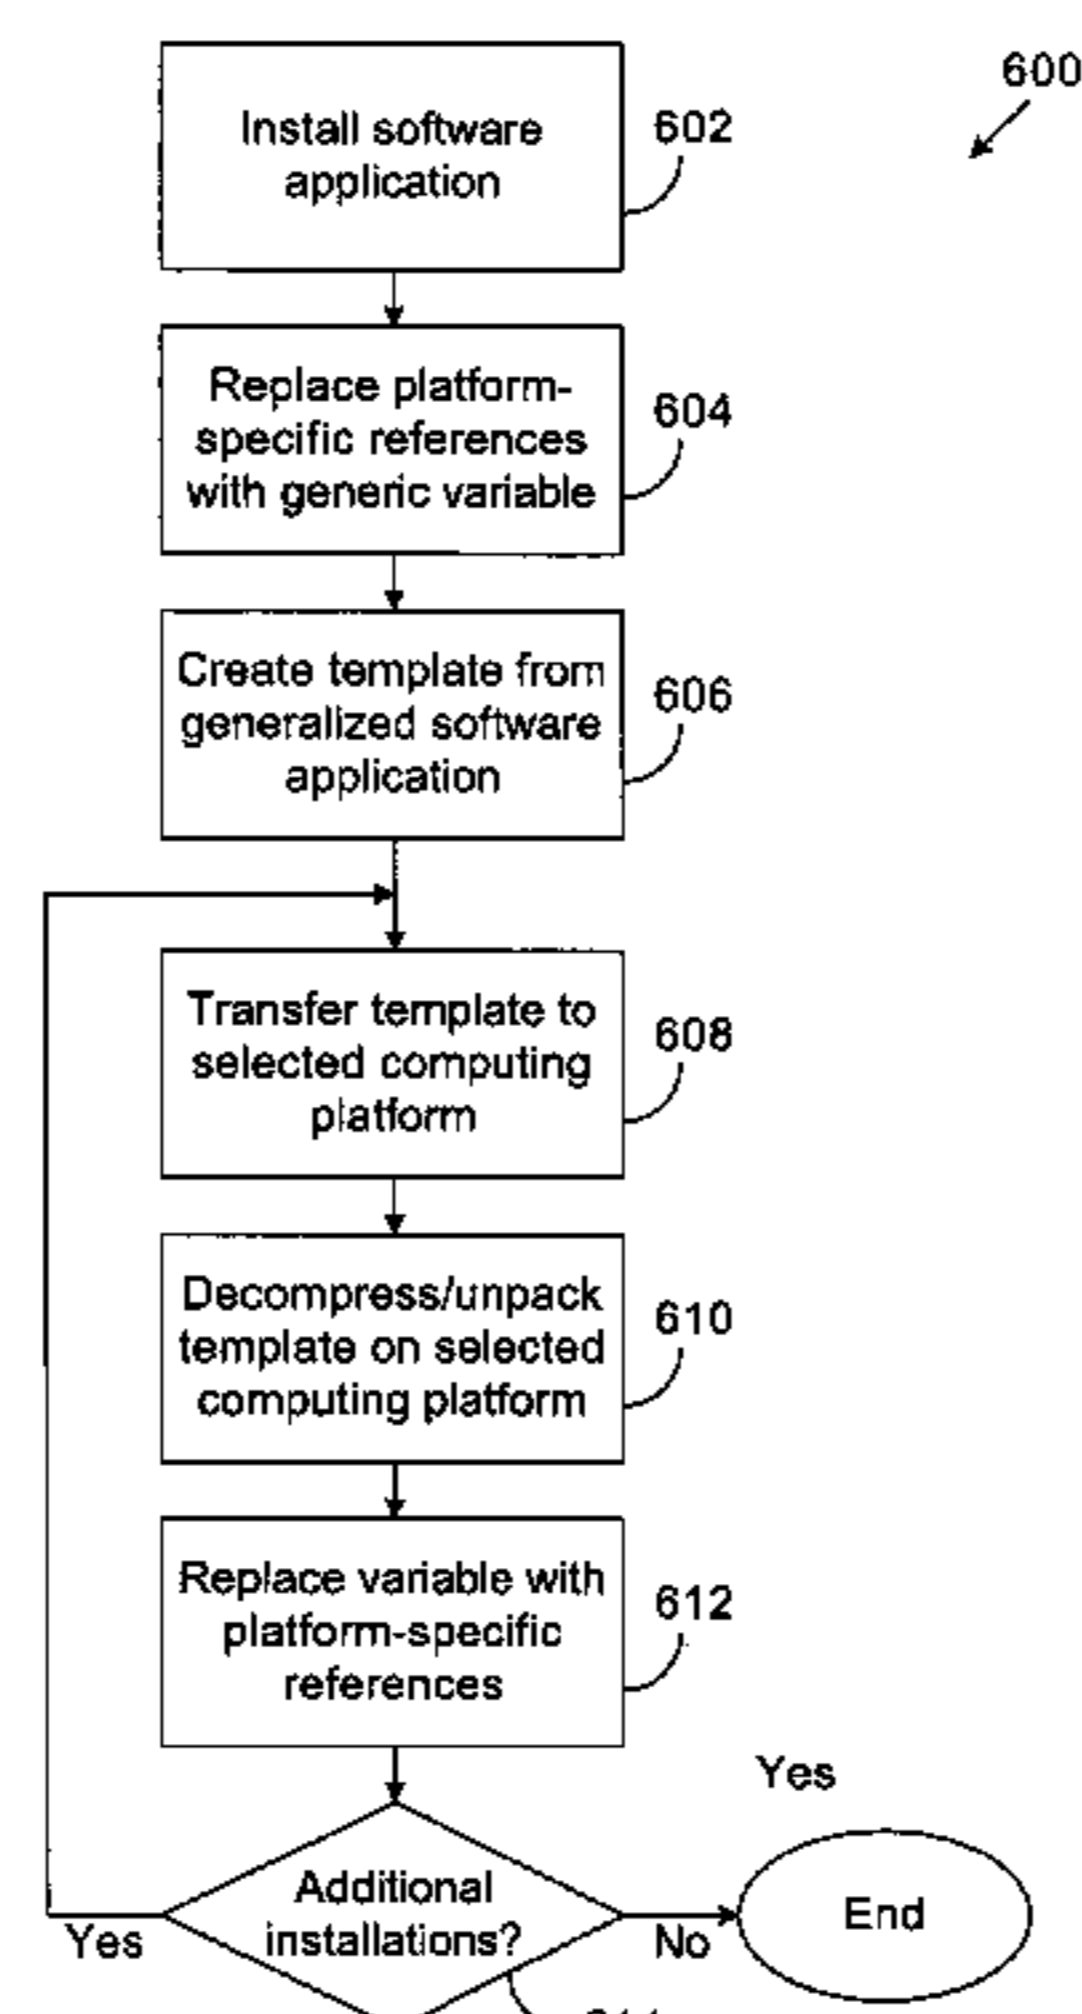 600
Install software
application
602
Replace platform-
specific references
with generic variable
604
Create template from
generalized software
application
606
Transfer template to
selected computing
platform
608
Decompress/unpack
template on selected
computing platform
610
Replace variable with
platform-specific
references
612
Yes
Additional
installations?
Yes
No
End